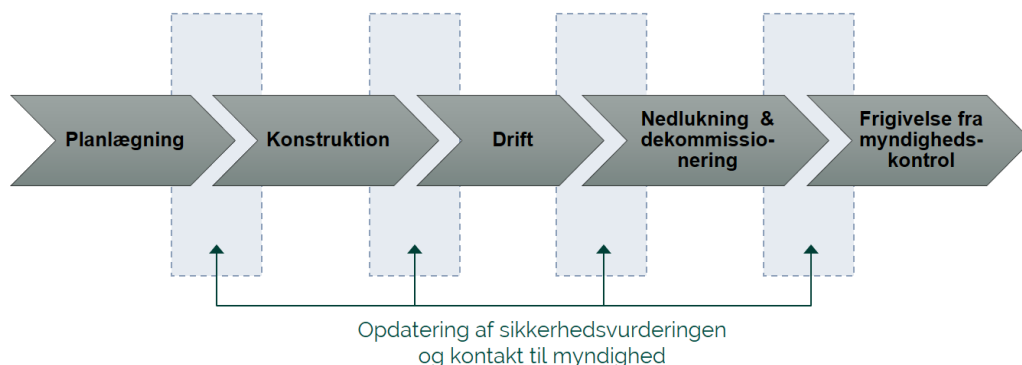 Planlægning
Konstruktion
Drift
Nedlukning &
dekommissio-
nering
Frigivelse fra
myndigheds-
kontrol
Opdatering af sikkerhedsvurderingen
og kontakt til myndighed